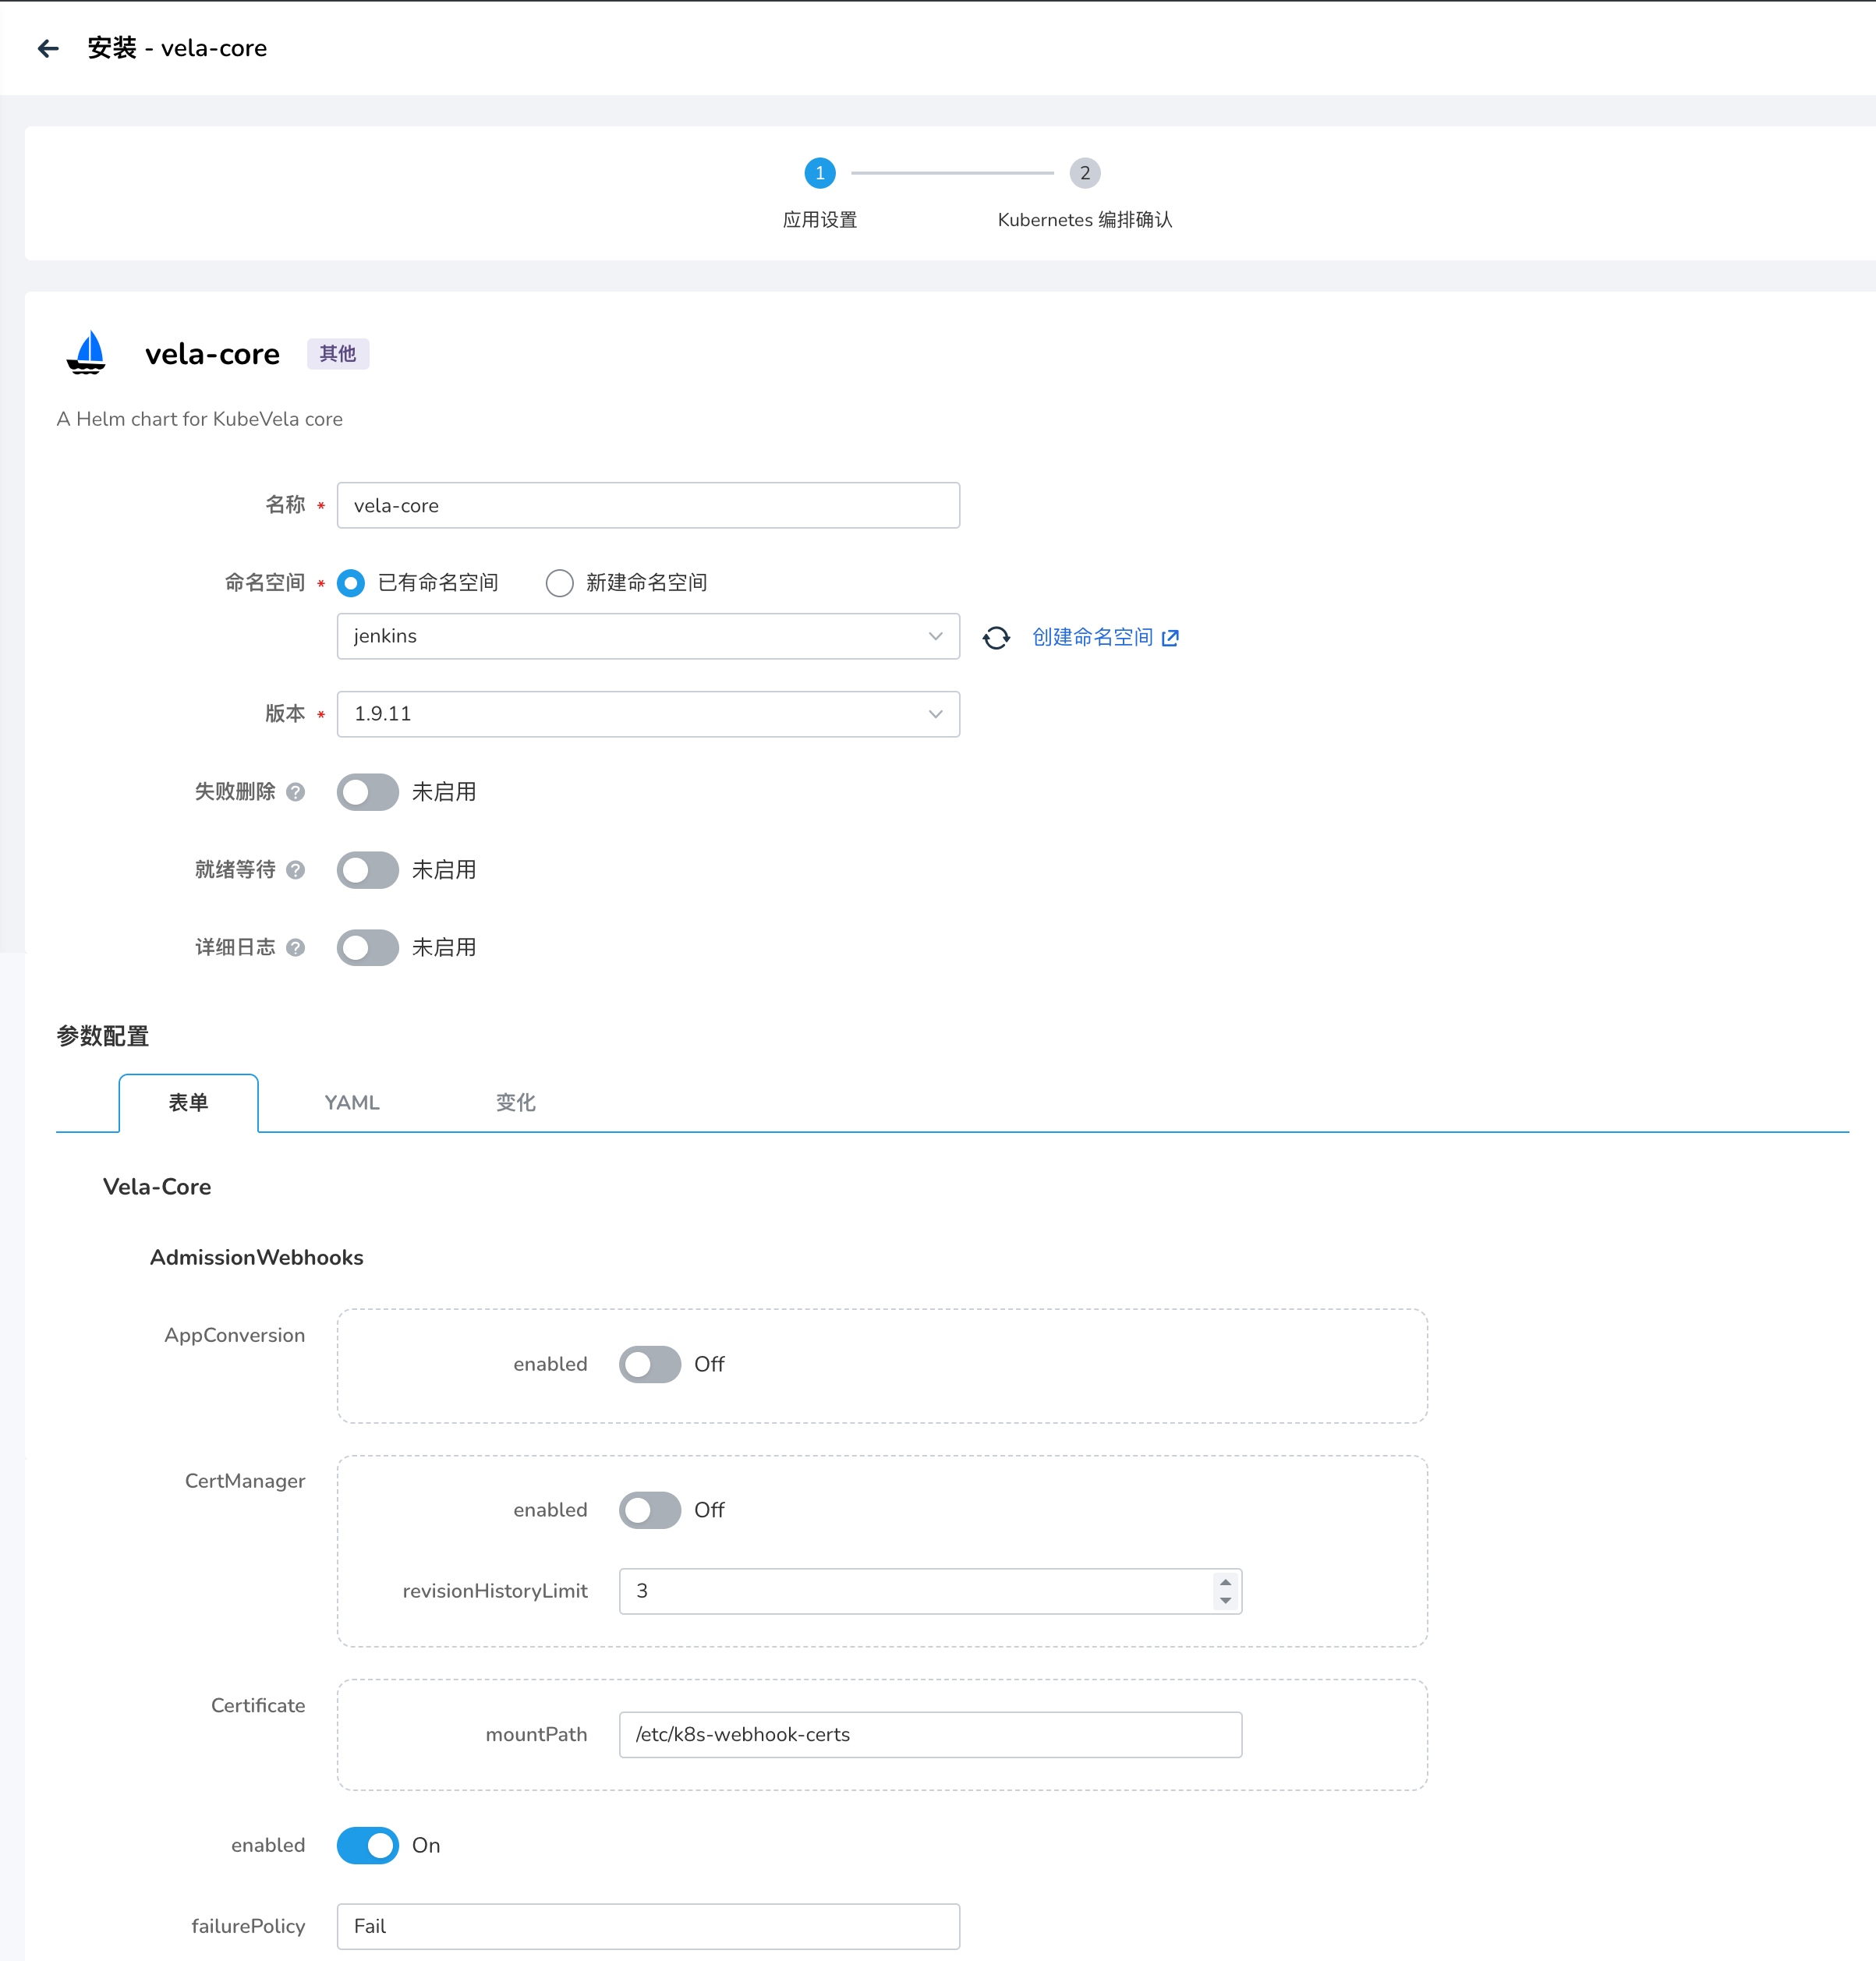 安装 - vela-core
1
2
应用设置
Kubernetes 编排确认
vela-core
其他
A Helm chart for KubeVela core
名称 *
vela-core
命名空间 *
已有命名空间
新建命名空间
jenkins
创建命名空间
版本 *
1.9.11
失败删除 ?
未启用
就绪等待 ?
未启用
详细日志 ?
未启用
参数配置
表单
YAML
变化
Vela-Core
AdmissionWebhooks
AppConversion
enabled
Off
CertManager
enabled
Off
revisionHistoryLimit
3
Certificate
mountPath
/etc/k8s-webhook-certs
enabled
On
failurePolicy
Fail